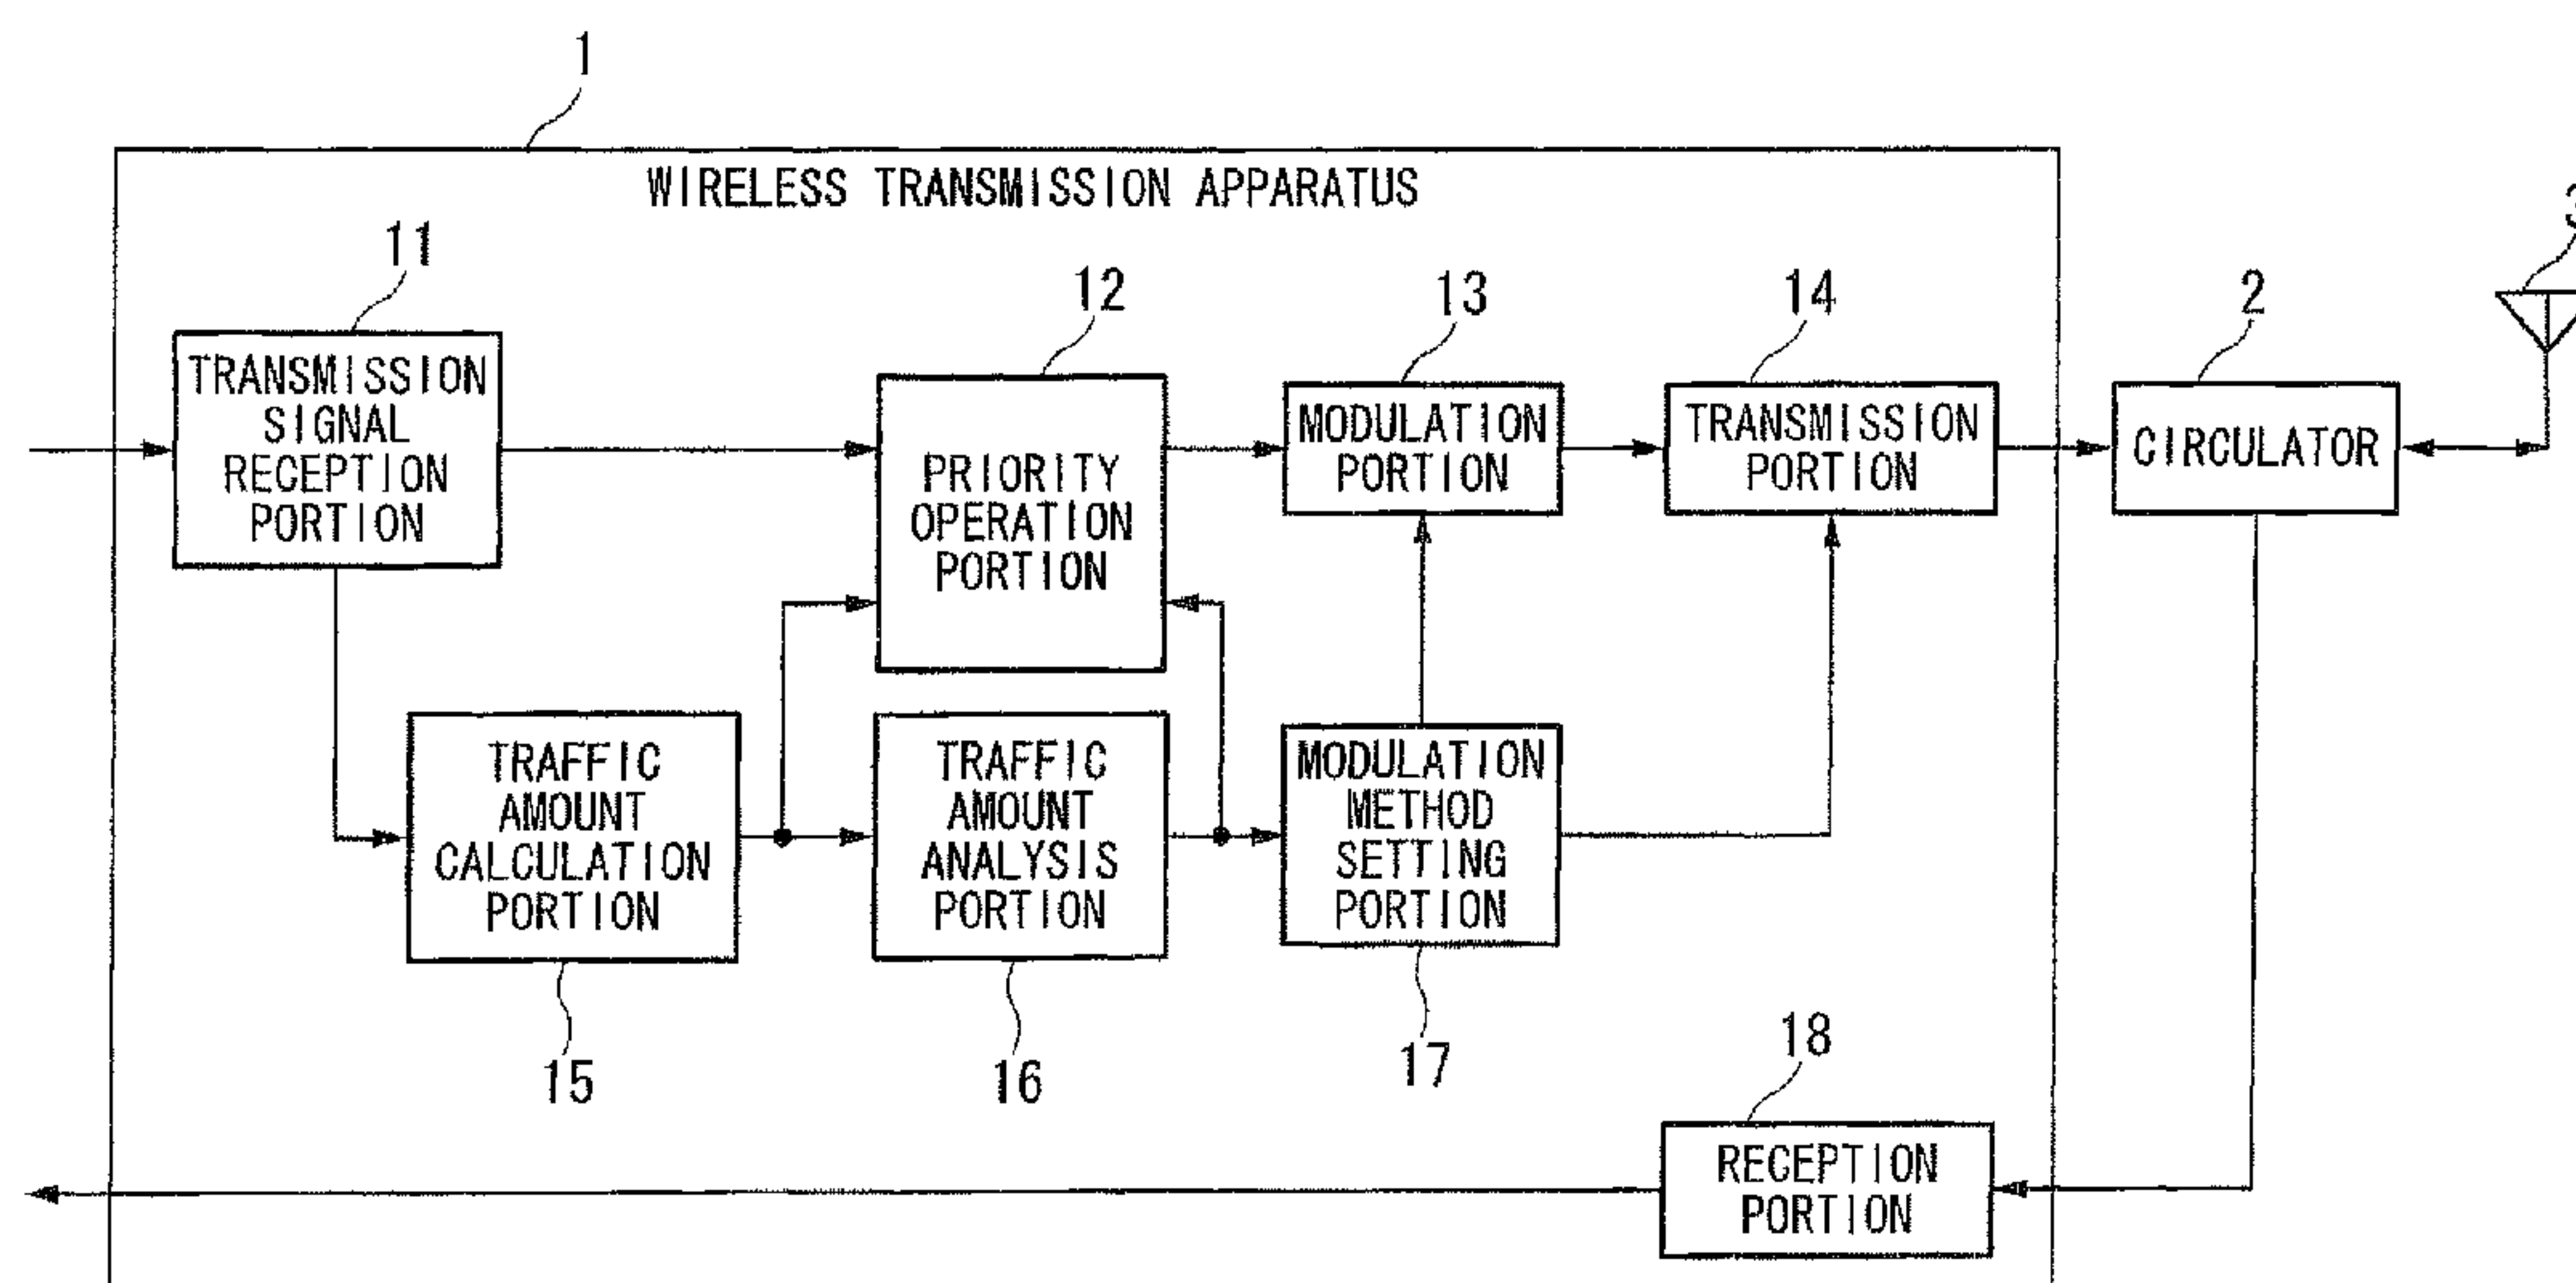 1
WIRELESS TRANSMISSION APPARATUS
11
TRANSMISSION
SIGNAL
RECEPTION
PORTION
12
PRIORITY
OPERATION
PORTION
13
MODULATION
PORTION
14
TRANSMISSION
PORTION
2
CIRCULATOR
3
TRAFFIC
AMOUNT
CALCULATION
PORTION
15
TRAFFIC
AMOUNT
ANALYSIS
PORTION
16
MODULATION
METHOD
SETTING
PORTION
17
18
RECEPTION
PORTION